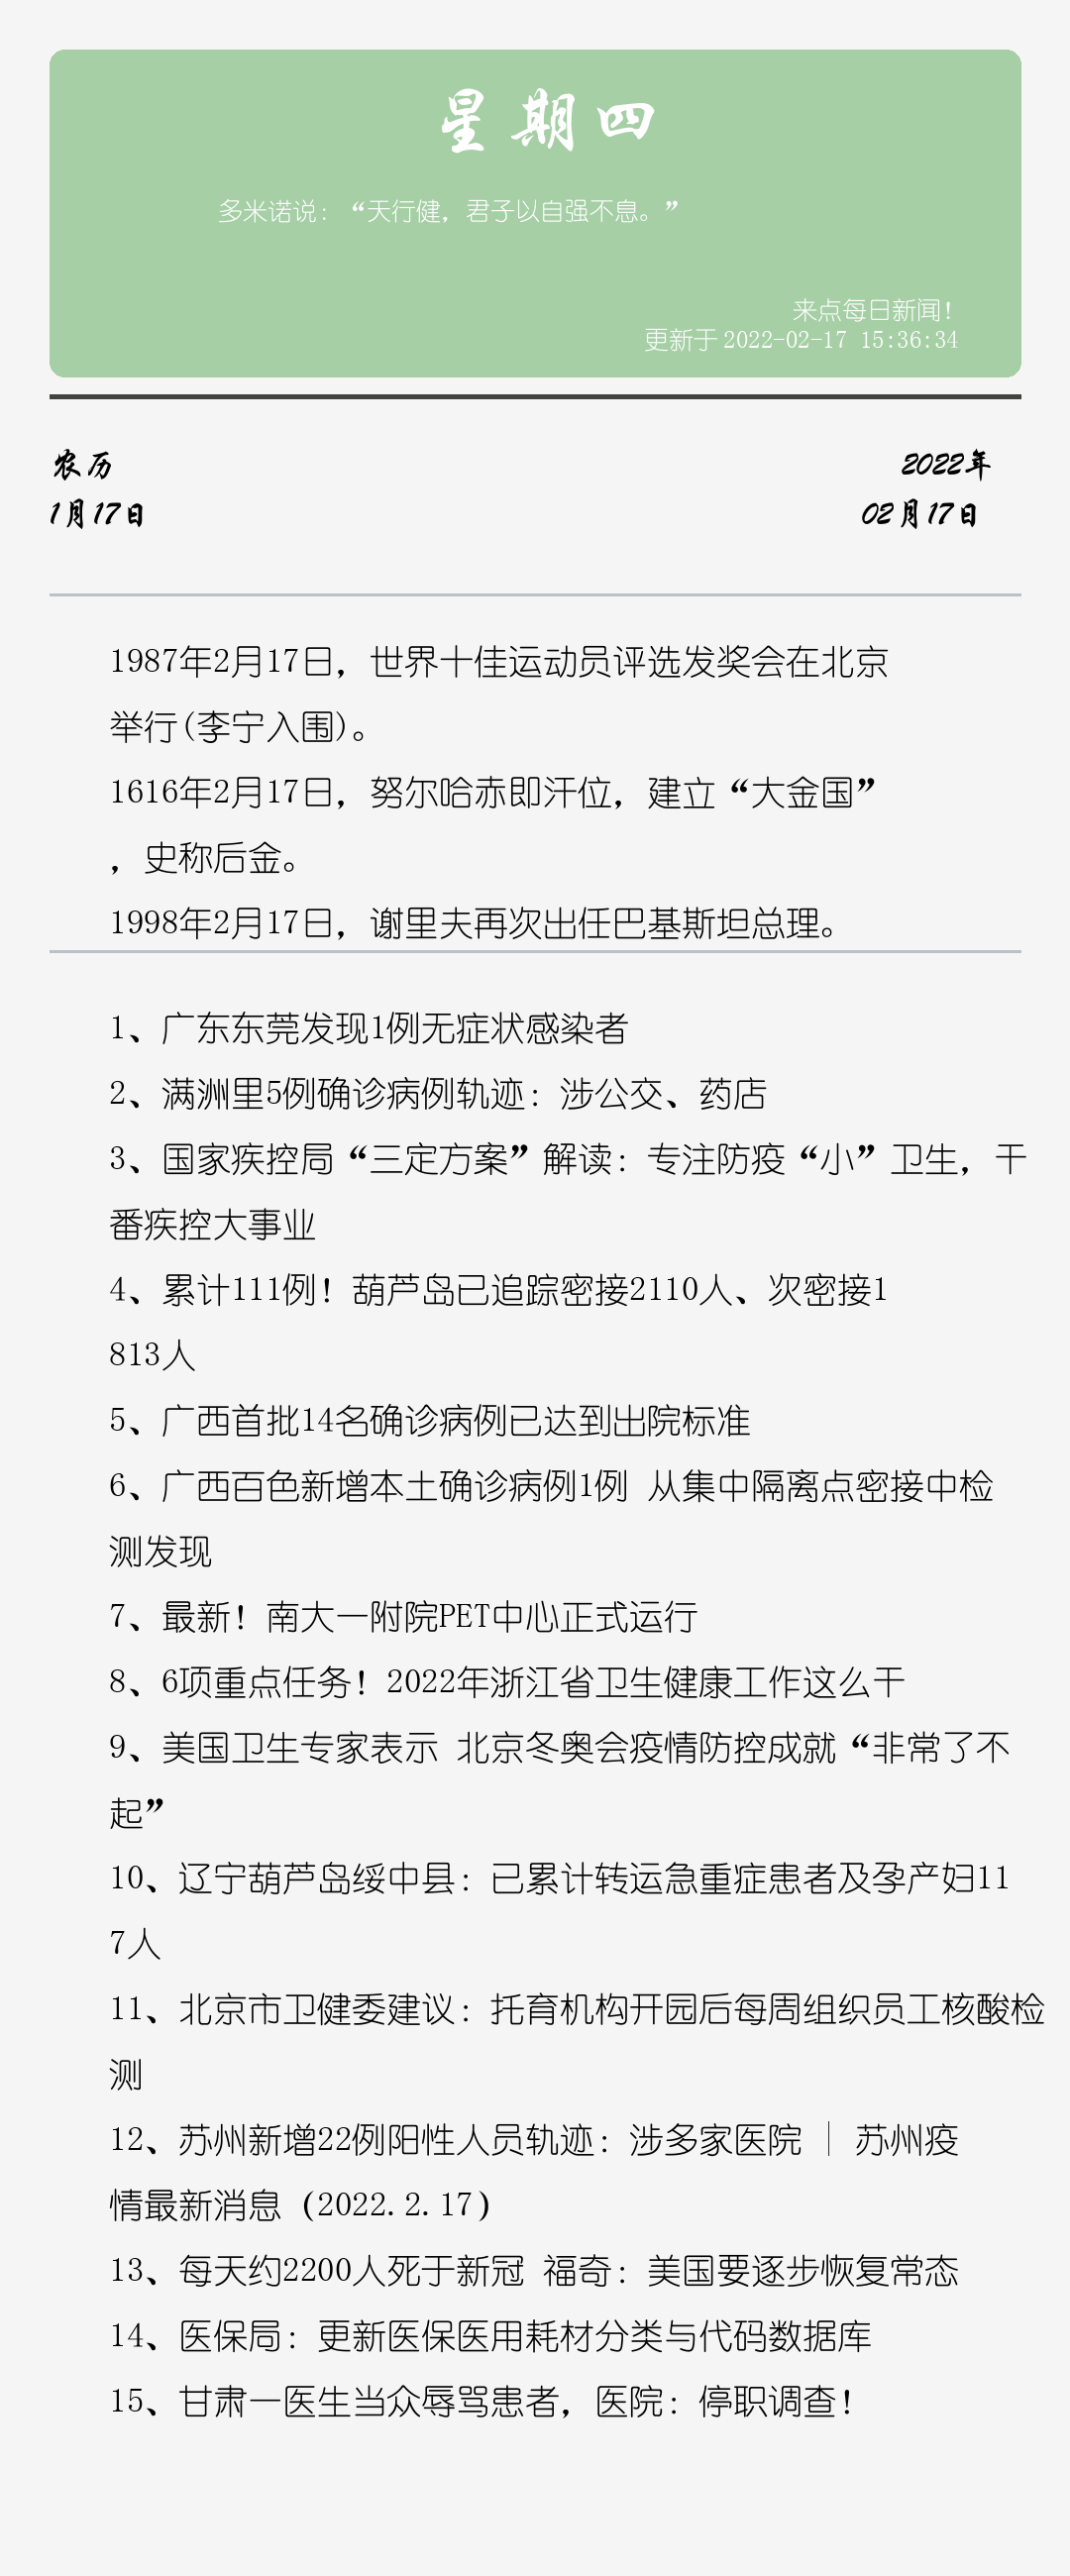 星期四
多米诺说：“天行健，君子以自强不息。”
来点每日新闻！
更新于 2022-02-17 15:36:34
农历
2022年
1月17日
02月17日
1987年2月17日，世界十佳运动员评选发奖会在北京
举行(李宁入围)。
1616年2月17日，努尔哈赤即汗位，建立“大金国”
，史称后金。
1998年2月17日，谢里夫再次出任巴基斯坦总理。
1、广东东莞发现1例无症状感染者
2、满洲里5例确诊病例轨迹：涉公交、药店
3、国家疾控局“三定方案”解读：专注防疫“小”卫生，干
番疾控大事业
4、累计111例！葫芦岛已追踪密接2110人、次密接1
813人
5、广西首批14名确诊病例已达到出院标准
6、广西百色新增本土确诊病例1例 从集中隔离点密接中检
测发现
7、最新！南大一附院PET中心正式运行
8、6项重点任务！2022年浙江省卫生健康工作这么干
9、美国卫生专家表示 北京冬奥会疫情防控成就“非常了不
起”
10、辽宁葫芦岛绥中县：已累计转运急重症患者及孕产妇11
7人
11、北京市卫健委建议：托育机构开园后每周组织员工核酸检
测
12、苏州新增22例阳性人员轨迹：涉多家医院 | 苏州疫
情最新消息（2022.2.17）
13、每天约2200人死于新冠 福奇：美国要逐步恢复常态
14、医保局：更新医保医用耗材分类与代码数据库
15、甘肃一医生当众辱骂患者，医院：停职调查！